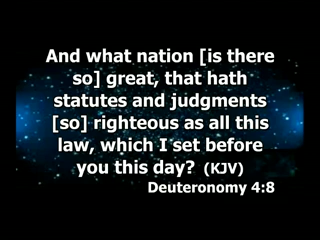 And what nation [is there
so] great, that hath
statutes and judgments
[so] righteous as all this
law, which I set before
you this day? (KJV)
Deuteronomy 4:8